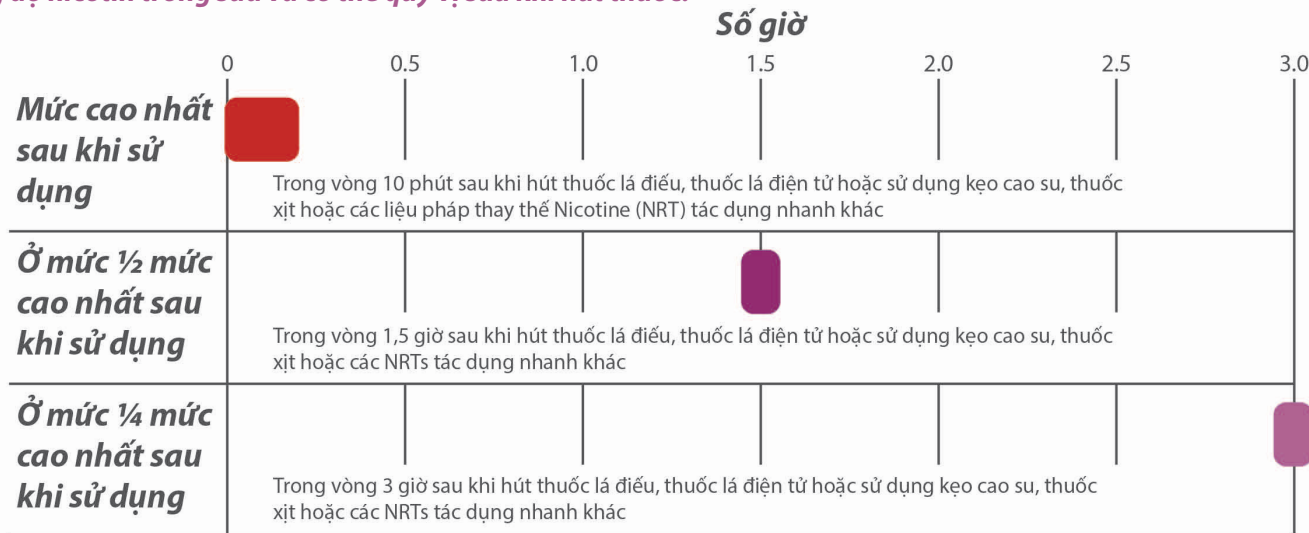 Số giờ
0 0.5 1.0 1.5 2.0 2.5 3.0
Mức cao nhất
sau khi sử
dụng
Trong vòng 10 phút sau khi hút thuốc lá điếu, thuốc lá điện tử hoặc sử dụng kẹo cao su, thuốc
xịt hoặc các liệu pháp thay thế Nicotine (NRT) tác dụng nhanh khác
Ở mức ½ mức
cao nhất sau
khi sử dụng
Trong vòng 1,5 giờ sau khi hút thuốc lá điếu, thuốc lá điện tử hoặc sử dụng kẹo cao su, thuốc
xịt hoặc các NRTs tác dụng nhanh khác
Ở mức ¼ mức
cao nhất sau
khi sử dụng
Trong vòng 3 giờ sau khi hút thuốc lá điếu, thuốc lá điện tử hoặc sử dụng kẹo cao su, thuốc
xịt hoặc các NRTs tác dụng nhanh khác